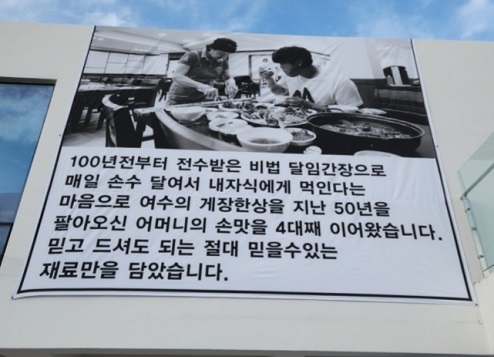 100년전부터 전수받은 비법 달임간장으로
매일 손수 달여서 내자식에게 먹인다는
마음으로 여수의 게장한상을 지난 50년을
팔아오신 어머니의 손맛을 4대째 이어왔습니다.
믿고 드셔도 되는 절대 믿을수있는
재료만을 담았습니다.